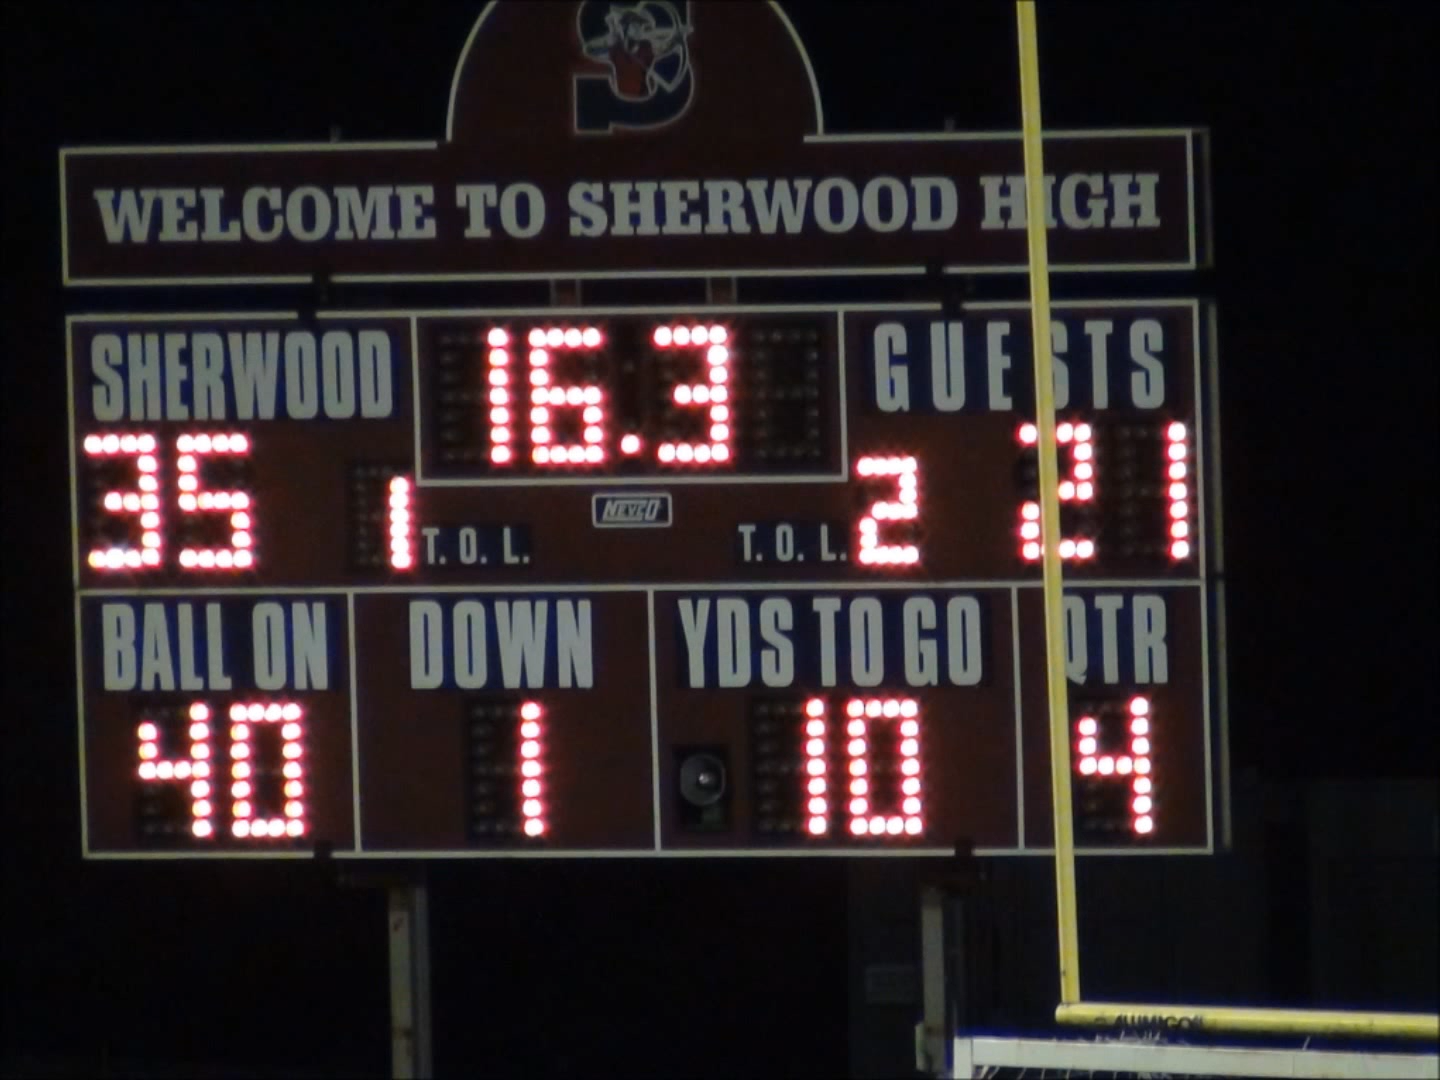 WELCOME TO SHERWOOD HIGH
SHERWOOD 16.3 GUESTS
35 1 T. O. L. NEVCO T. O. L. 2 21
BALL ON DOWN YDS TO GO QTR
40 1 10 4